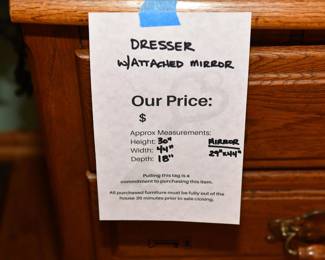 DRESSER
W/ATTACHED MIRROR
Our Price:
$
Approx Measurements:
Height: 30"
Width: 44"
Depth: 18"
MIRROR
29"x44"
Pulling this tag is a
commitment to purchasing this item.
All purchased furniture must be fully out of the
house 30 minutes prior to sale closing.